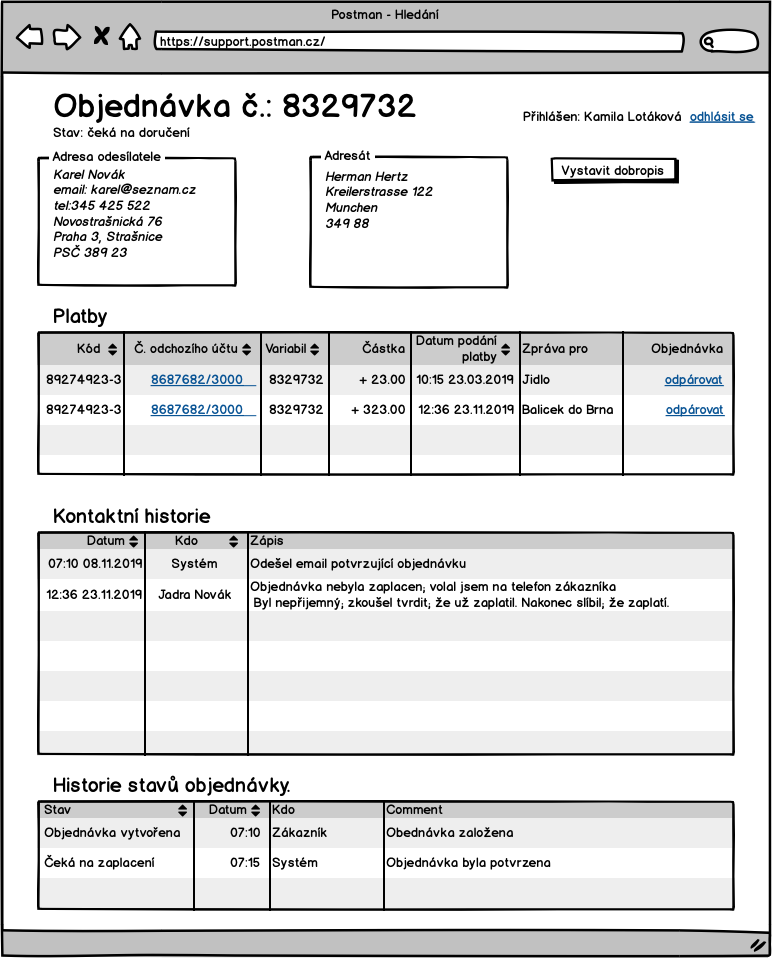 Postman - Hledání
https://support.postman.cz/
Objednávka č.: 8329732
Stav: čeká na doručení
Přihlášen: Kamila Lotáková odhlásit se
Adresa odesílatele
Karel Novák
email: karel@seznam.cz
tel:345 425 522
Novostrašnická 76
Praha 3, Strašnice
PSČ 389 23
Adresát
Herman Hertz
Kreilerstrasse 122
Munchen
349 88
Vystavit dobropis
Platby
Kód Č. odchozího účtu Variabil Částka Datum podání platby Zpráva pro Objednávka
89274923-3 8687682/3000 8329732 + 23.00 10:15 23.03.2019 Jidlo odpárovat
89274923-3 8687682/3000 8329732 + 323.00 12:36 23.11.2019 Balicek do Brna odpárovat
Kontaktní historie
Datum Kdo Zápis
07:10 08.11.2019 Systém Odešel email potvrzující objednávku
12:36 23.11.2019 Jadra Novák Objednávka nebyla zaplacen; volal jsem na telefon zákazníka
Byl nepřijemný; zkoušel tvrdit; že už zaplatil. Nakonec slíbil; že zaplatí.
Historie stavů objednávky.
Stav Datum Kdo Comment
Objednávka vytvořena 07:10 Zákazník Obednávka založena
Čeká na zaplacení 07:15 Systém Objednávka byla potvrzena